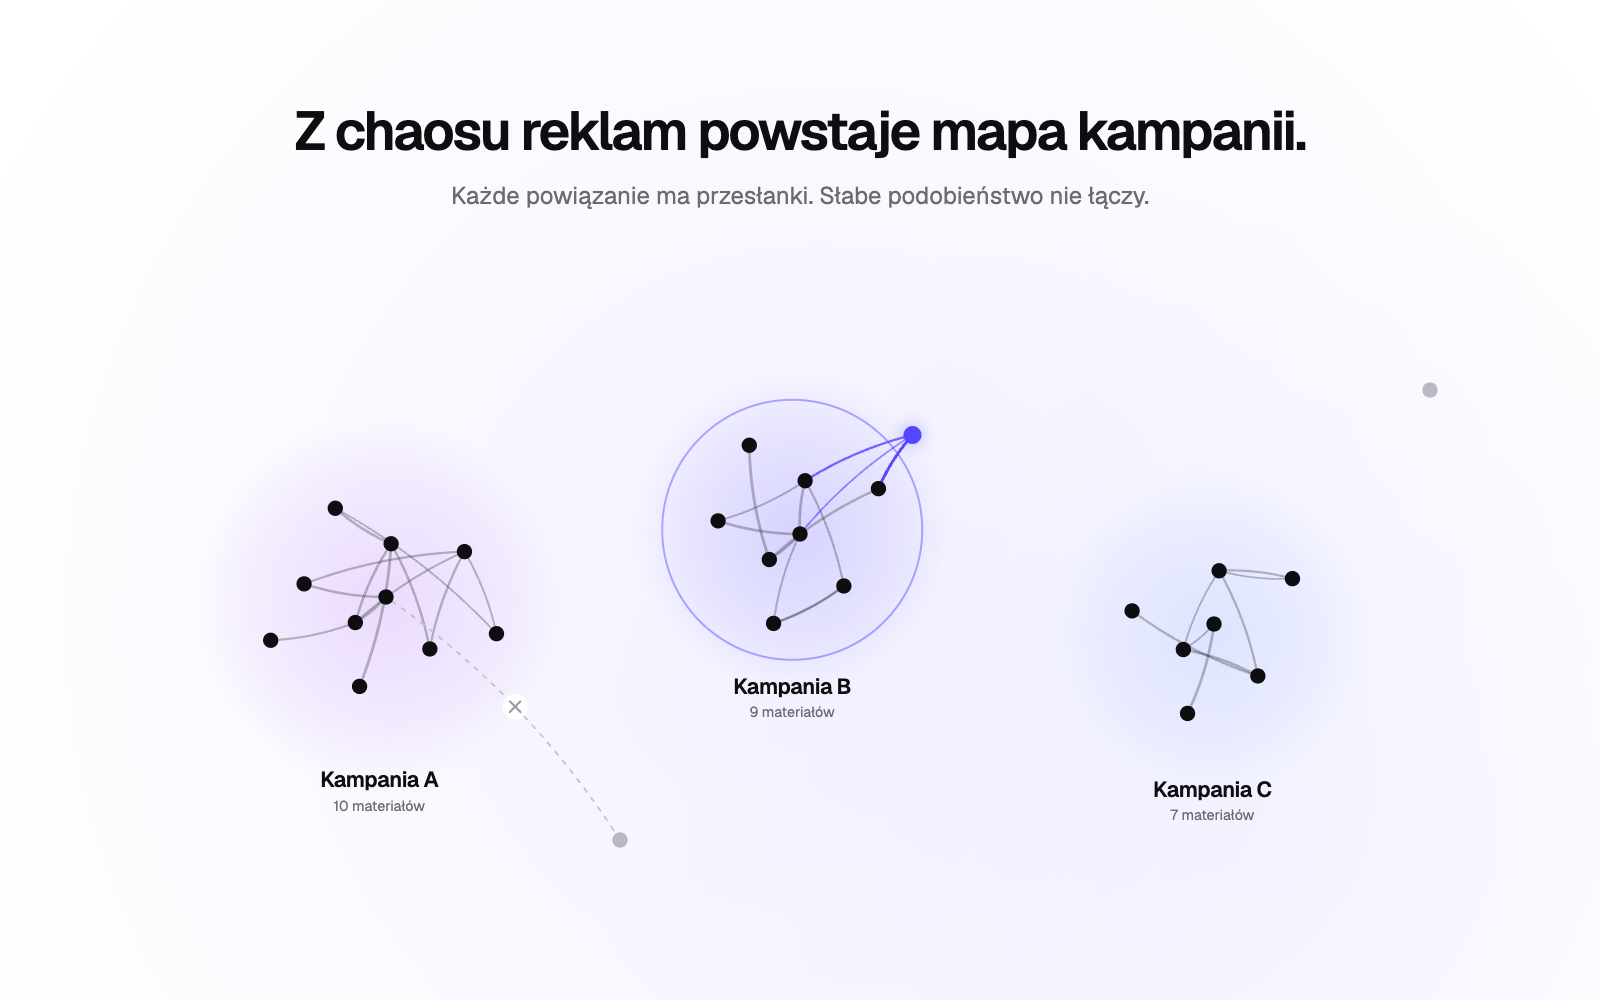 Z chaosu reklam powstaje mapa kampanii.
Każde powiązanie ma przesłanki. Słabe podobieństwo nie łączy.
Kampania A
10 materiałów
Kampania B
9 materiałów
Kampania C
7 materiałów